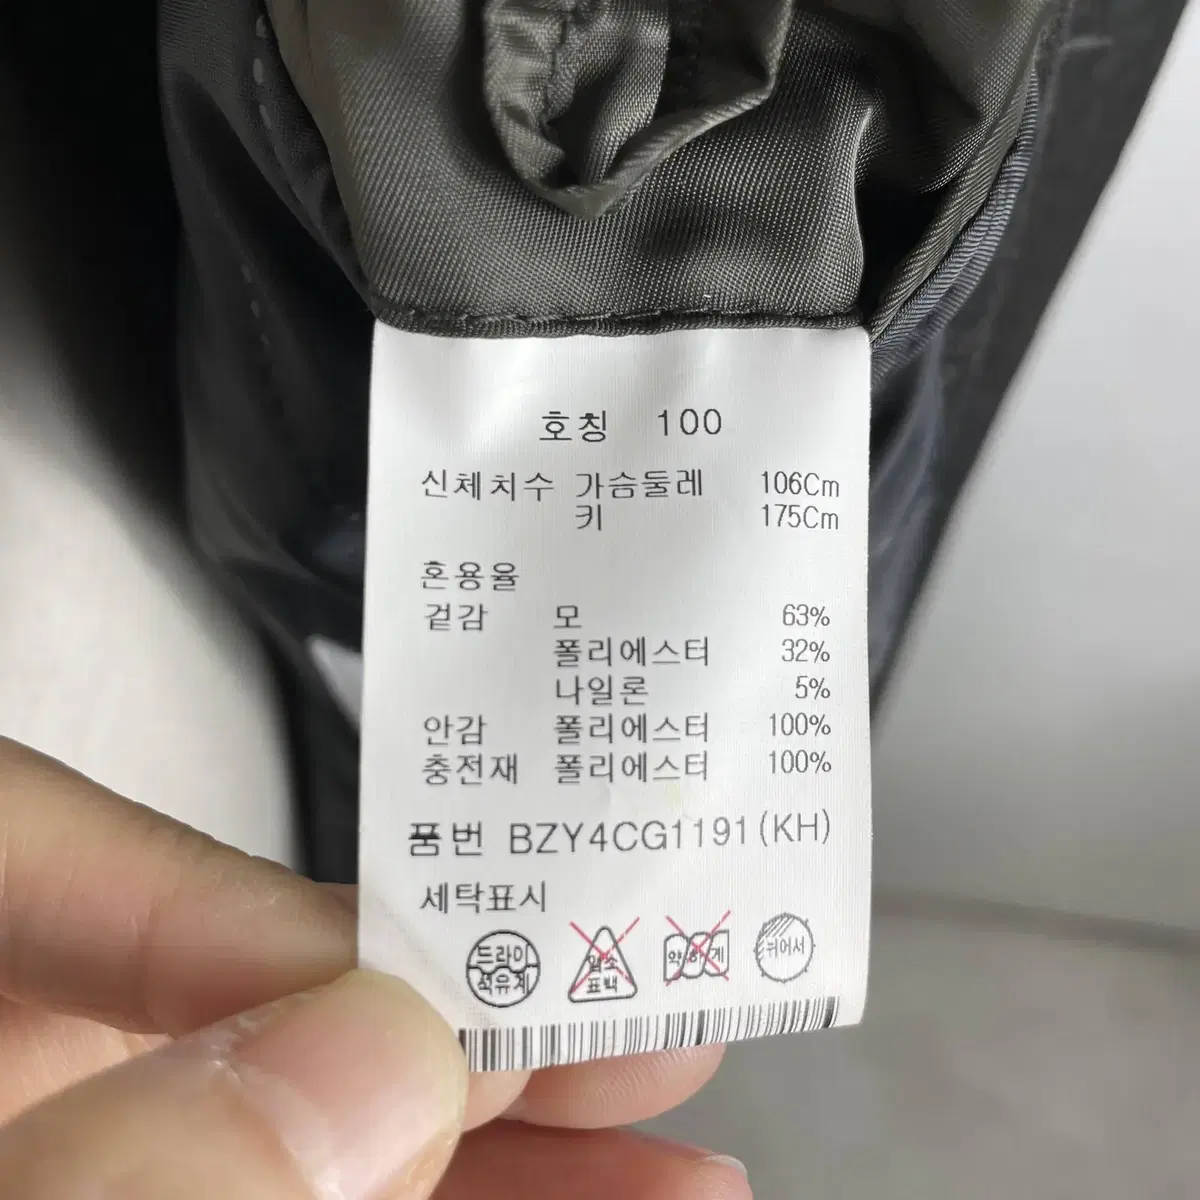 호칭 100
신체치수 가슴둘레 106Cm
키 175Cm
혼용율
겉감 모 63%
폴리에스터 32%
나일론 5%
안감 폴리에스터 100%
충전재 폴리에스터 100%
품번 BZY4CG1191(KH)
세탁표시
드라이
석유계
염소
표백
약하게
뉘어서